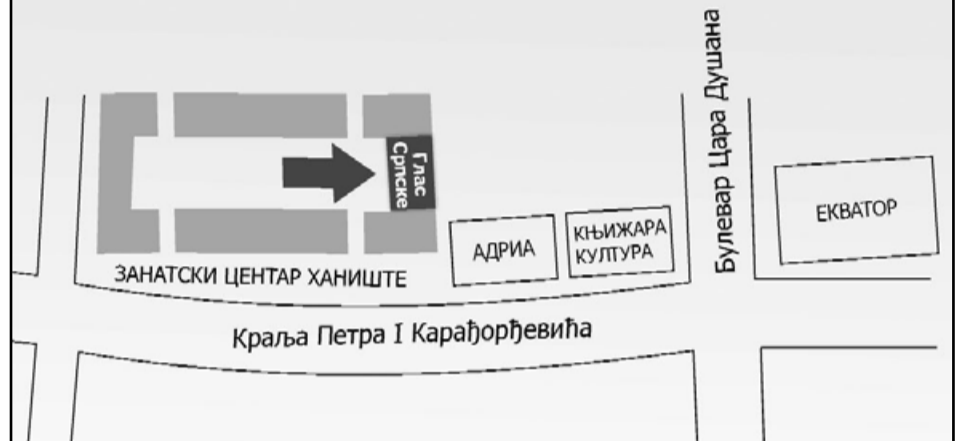 Глас
Српске
Булевар Цара Душана
ЕКВАТОР
АДРИА
КЊИЖАРА
КУЛТУРА
ЗАНАТСКИ ЦЕНТАР ХАНИШТЕ
Краља Петра I Карађорђевића